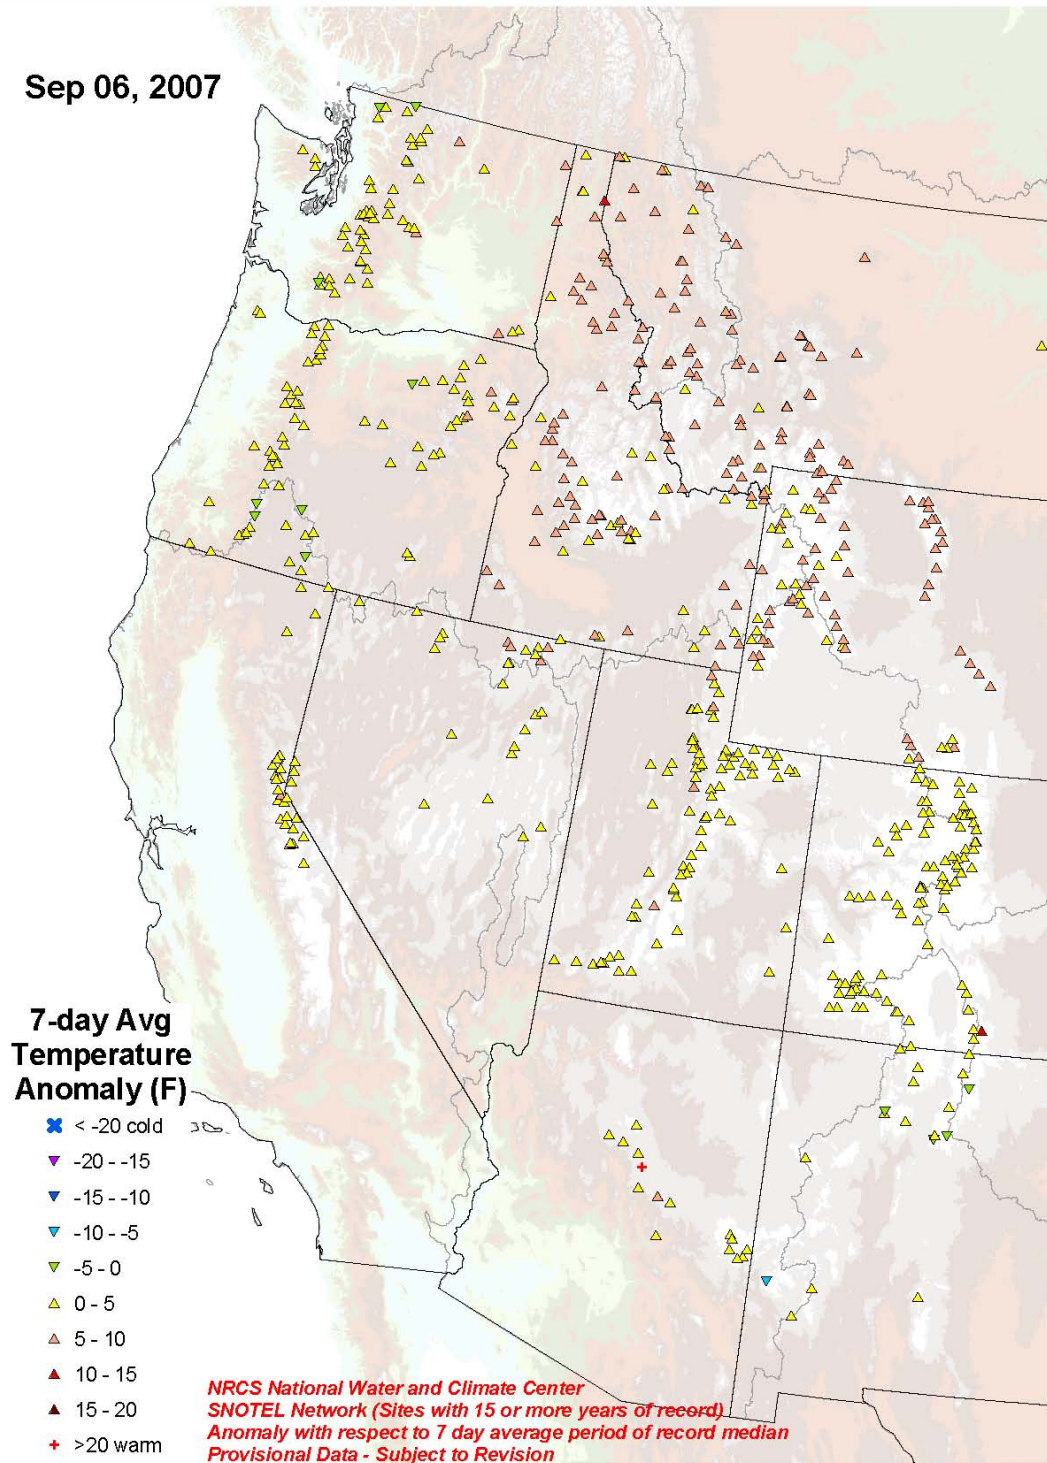 Sep 06, 2007
7-day Avg
Temperature
Anomaly (F)
< -20 cold
-20 - -15
-15 - -10
-10 - -5
-5 - 0
0 - 5
5 - 10
10 - 15
15 - 20
>20 warm
NRCS National Water and Climate Center
SNOTEL Network (Sites with 15 or more years of record)
Anomaly with respect to 7 day average period of record median
Provisional Data - Subject to Revision